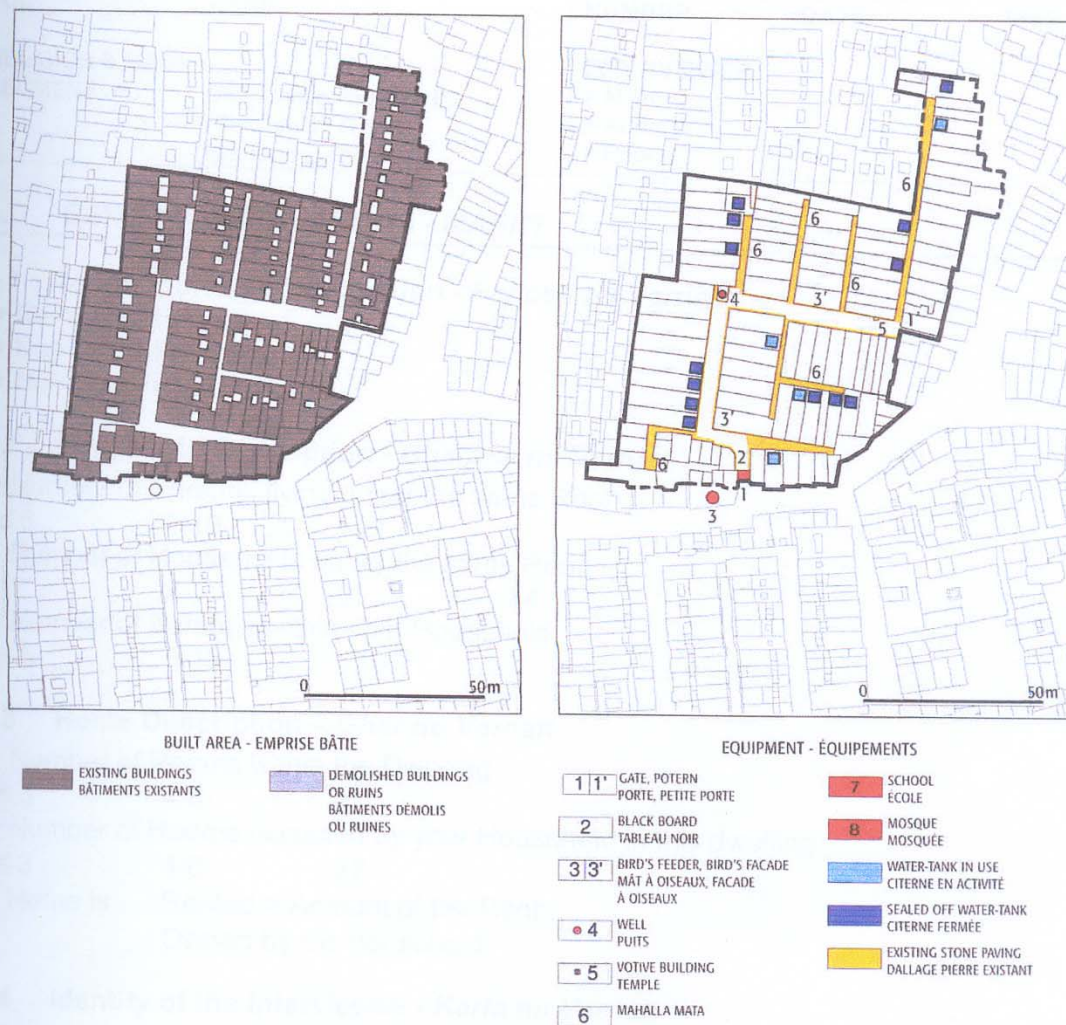 6
6
6
6
6
3'
4
5
1'
6
3'
2
6
1
3
0 50m
0 50m
BUILT AREA - EMPRISE BÂTIE
EXISTING BUILDINGS
BÂTIMENTS EXISTANTS
DEMOLISHED BUILDINGS
OR RUINS
BÂTIMENTS DÉMOLIS
OU RUINES
EQUIPMENT - ÉQUIPEMENTS
1 1' GATE, POTERN
PORTE, PETITE PORTE
2 BLACK BOARD
TABLEAU NOIR
3 3' BIRD'S FEEDER, BIRD'S FACADE
MÂT À OISEAUX, FACADE
À OISEAUX
4 WELL
PUITS
5 VOTIVE BUILDING
TEMPLE
6 MAHALLA MATA
7 SCHOOL
ÉCOLE
8 MOSQUE
MOSQUÉE
WATER-TANK IN USE
CITERNE EN ACTIVITÉ
SEALED OFF WATER-TANK
CITERNE FERMÉE
EXISTING STONE PAVING
DALLAGE PIERRE EXISTANT